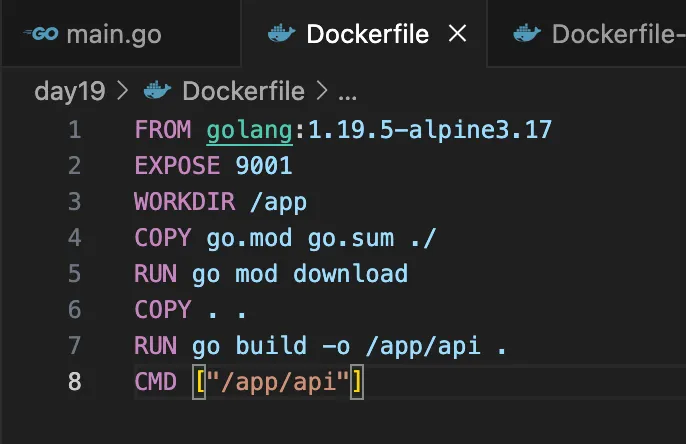 GO main.go Dockerfile Dockerfile-
day19 > Dockerfile > ...
1 FROM golang:1.19.5-alpine3.17
2 EXPOSE 9001
3 WORKDIR /app
4 COPY go.mod go.sum ./
5 RUN go mod download
6 COPY . .
7 RUN go build -o /app/api .
8 CMD ["/app/api"]